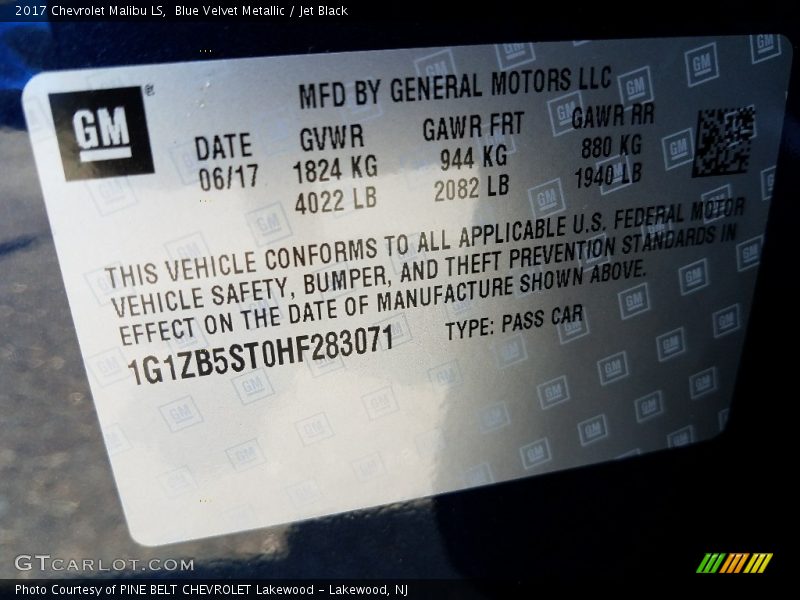 2017 Chevrolet Malibu LS,  Blue Velvet Metallic / Jet Black
GM®
MFD BY GENERAL MOTORS LLC
DATE GVWR GAWR FRT GAWR RR
06/17 1824 KG 944 KG 880 KG
4022 LB 2082 LB 1940 LB
THIS VEHICLE CONFORMS TO ALL APPLICABLE U.S. FEDERAL MOTOR
VEHICLE SAFETY, BUMPER, AND THEFT PREVENTION STANDARDS IN
EFFECT ON THE DATE OF MANUFACTURE SHOWN ABOVE.
1G1ZB5ST0HF283071 TYPE: PASS CAR
GTCARLOT.COM
Photo Courtesy of PINE BELT CHEVROLET Lakewood - Lakewood, NJ